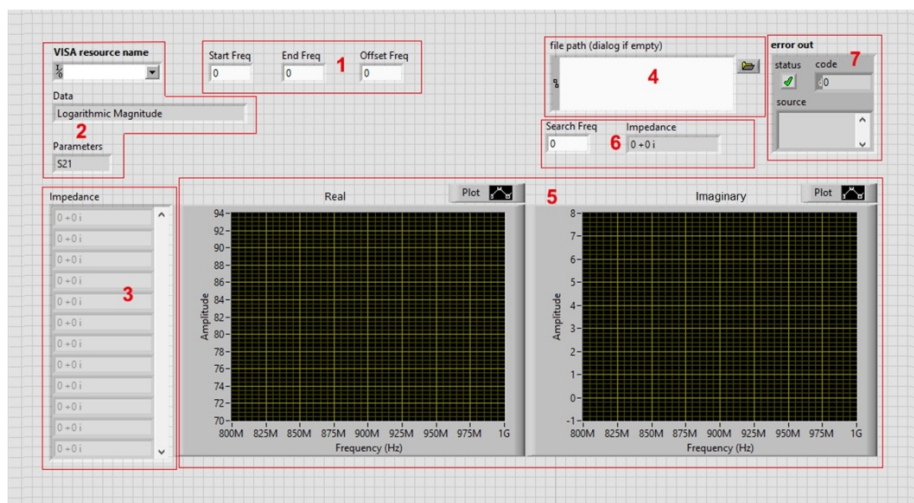 VISA resource name
Start Freq End Freq Offset Freq
0 0 0
1
Data
Logarithmic Magnitude
2
Parameters
S21
file path (dialog if empty)
4
Search Freq Impedance
0 6 0 +0 i
error out
status code 7
0
source
Impedance
0 +0 i
0 +0 i
0 +0 i
0 +0 i
0 +0 i
0 +0 i
0 +0 i
0 +0 i
0 +0 i
0 +0 i
0 +0 i
0 +0 i
3
5
Real Plot
Amplitude
94
92
90
88
86
84
82
80
78
76
74
72
70
800M 825M 850M 875M 900M 925M 950M 975M 1G
Frequency (Hz)
Imaginary Plot
Amplitude
8
7
6
5
4
3
2
1
0
-1
800M 825M 850M 875M 900M 925M 950M 975M 1G
Frequency (Hz)